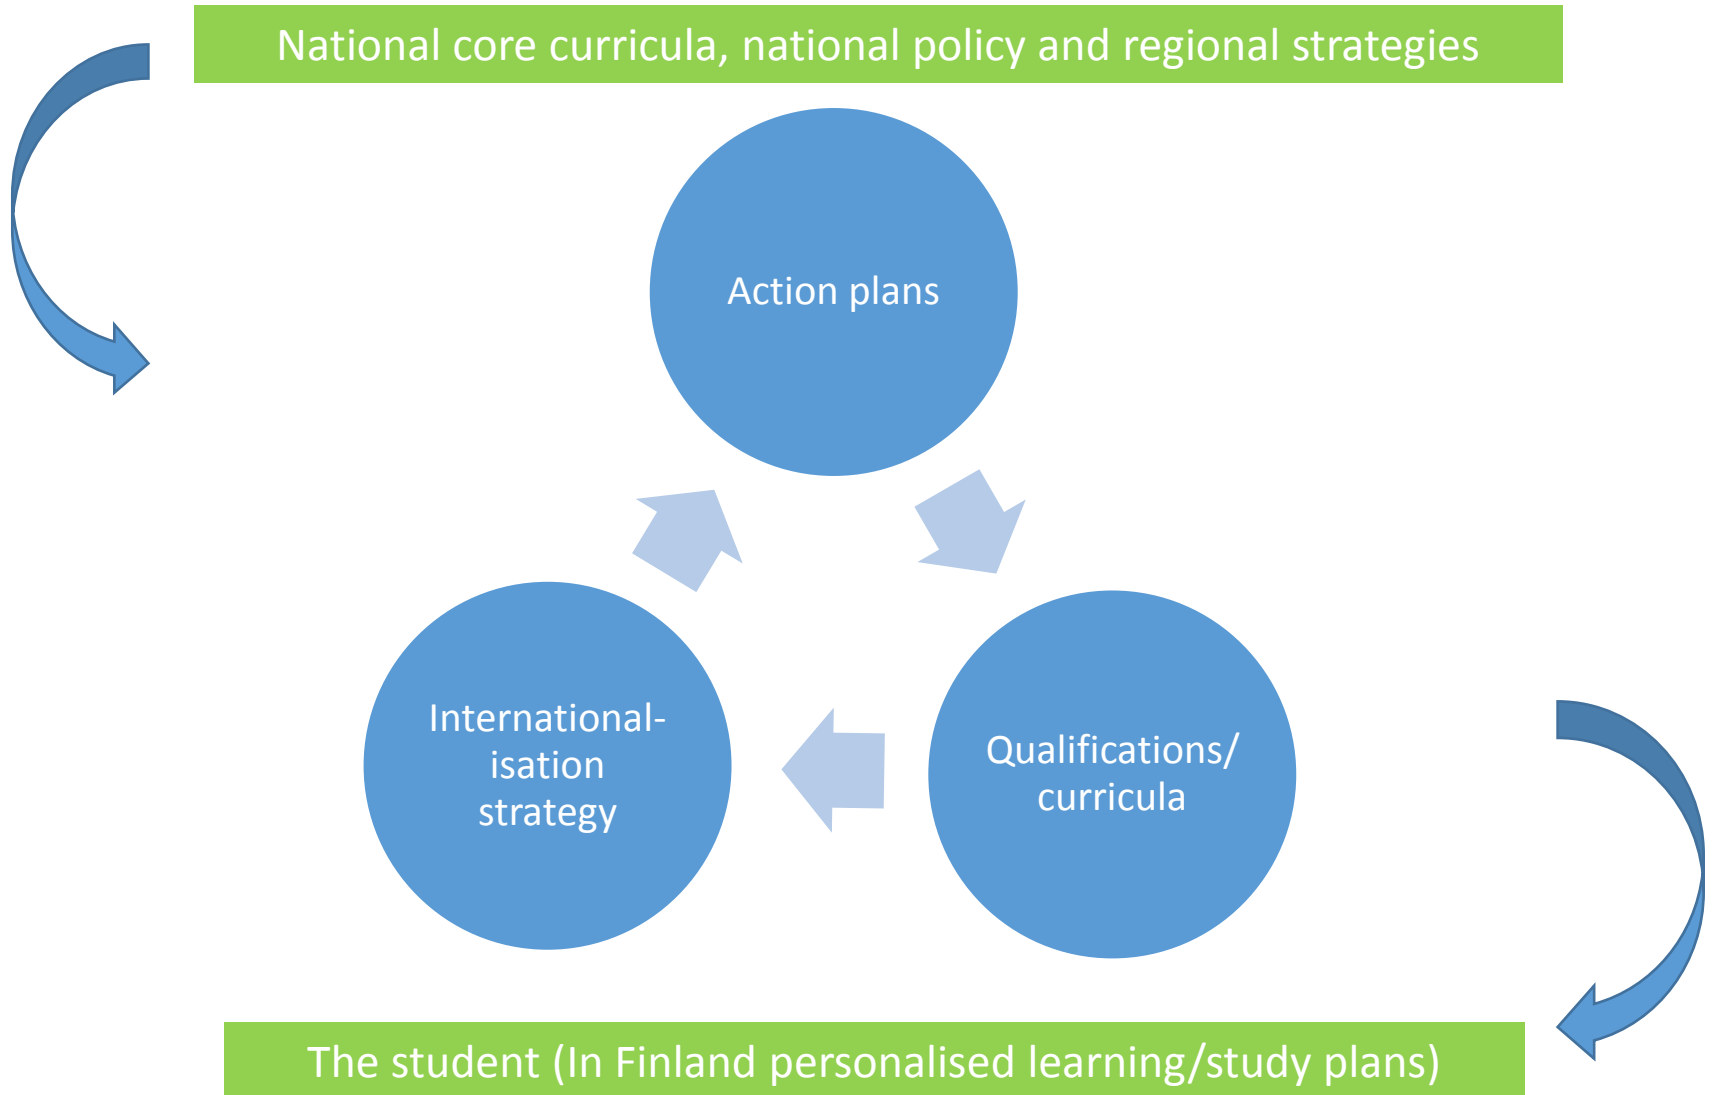 National core curricula, national policy and regional strategies
Action plans
International-
isation
strategy
Qualifications/
curricula
The student (In Finland personalised learning/study plans)